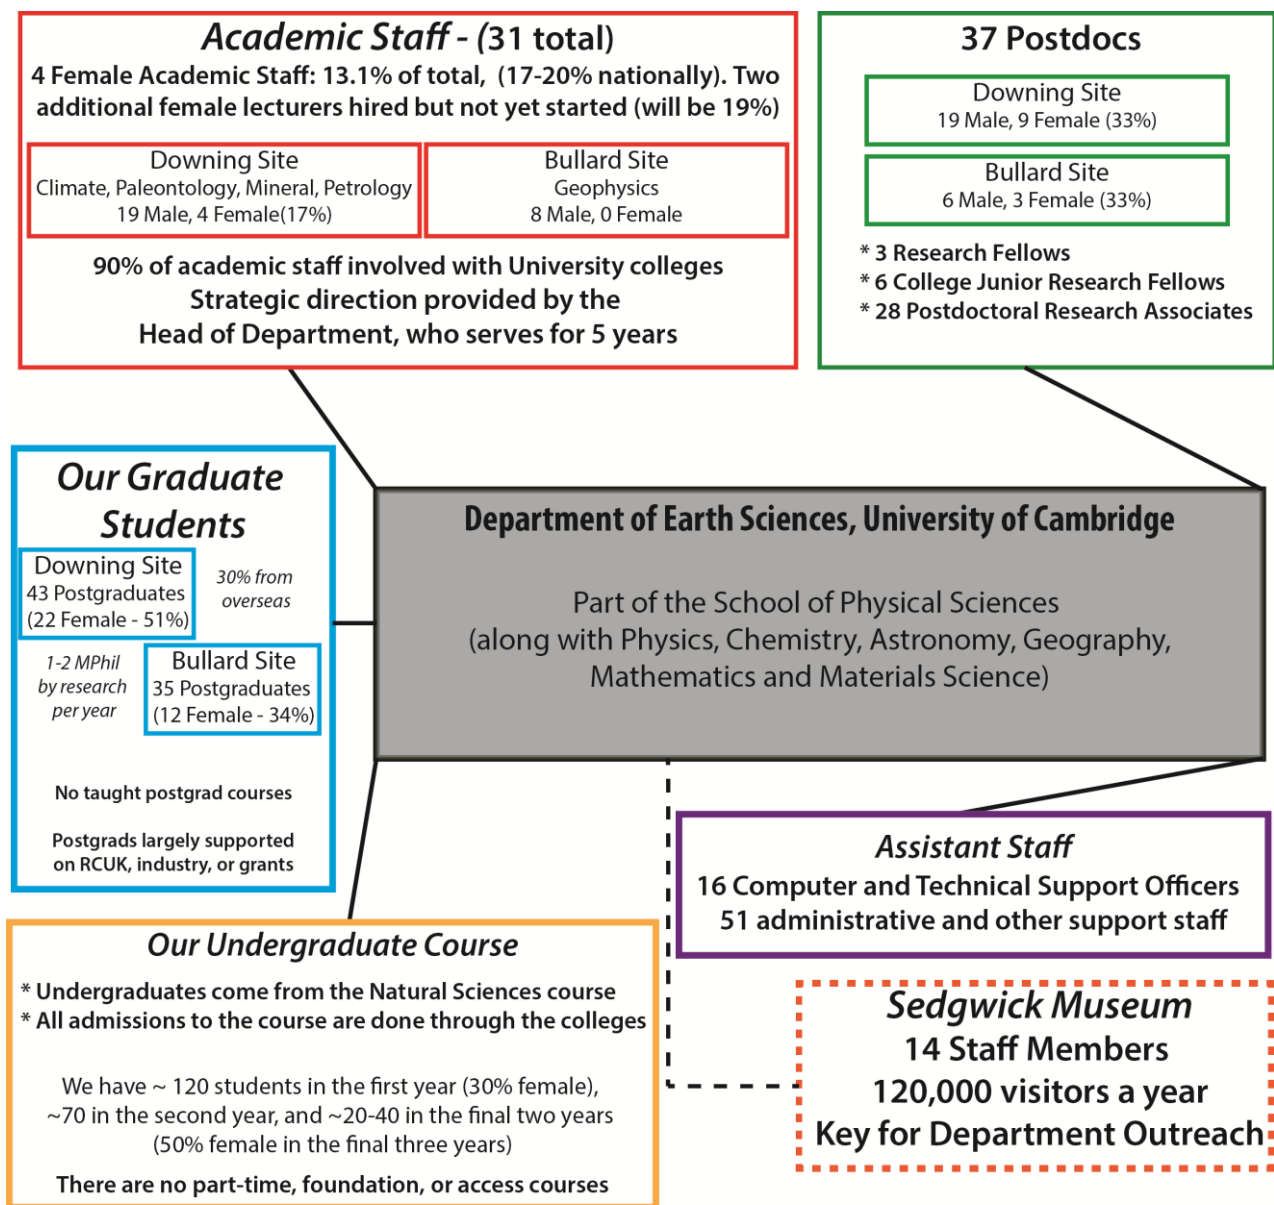 Academic Staff - (31 total)
4 Female Academic Staff: 13.1% of total, (17-20% nationally). Two
additional female lecturers hired but not yet started (will be 19%)
Downing Site
Climate, Paleontology, Mineral, Petrology
19 Male, 4 Female(17%)
Bullard Site
Geophysics
8 Male, 0 Female
90% of academic staff involved with University colleges
Strategic direction provided by the
Head of Department, who serves for 5 years
37 Postdocs
Downing Site
19 Male, 9 Female (33%)
Bullard Site
6 Male, 3 Female (33%)
* 3 Research Fellows
* 6 College Junior Research Fellows
* 28 Postdoctoral Research Associates
Our Graduate
Students
Downing Site
43 Postgraduates
(22 Female - 51%)
30% from
overseas
1-2 MPhil
by research
per year
Bullard Site
35 Postgraduates
(12 Female - 34%)
No taught postgrad courses
Postgrads largely supported
on RCUK, industry, or grants
Department of Earth Sciences, University of Cambridge
Part of the School of Physical Sciences
(along with Physics, Chemistry, Astronomy, Geography,
Mathematics and Materials Science)
Assistant Staff
16 Computer and Technical Support Officers
51 administrative and other support staff
Our Undergraduate Course
* Undergraduates come from the Natural Sciences course
* All admissions to the course are done through the colleges
We have ~ 120 students in the first year (30% female),
~70 in the second year, and ~20-40 in the final two years
(50% female in the final three years)
There are no part-time, foundation, or access courses
Sedgwick Museum
14 Staff Members
120,000 visitors a year
Key for Department Outreach